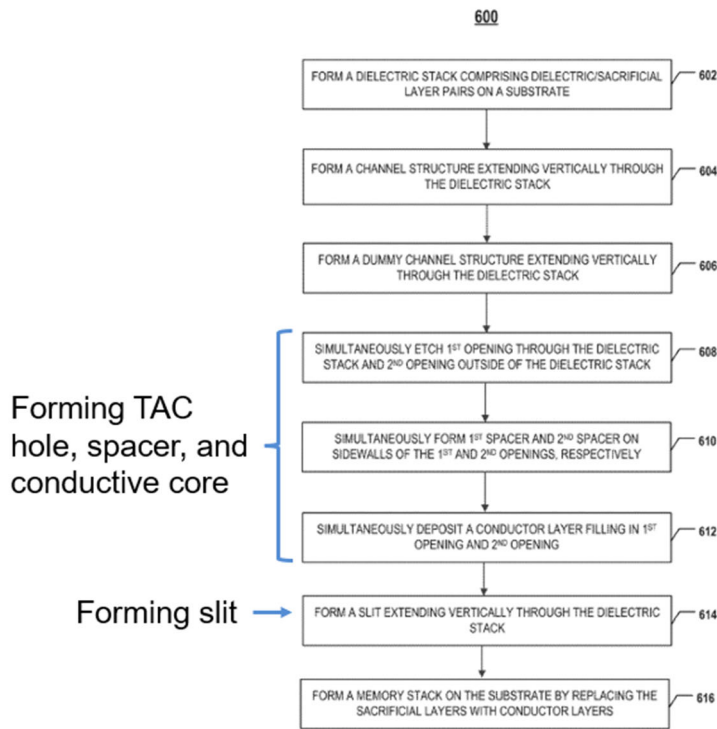 600
FORM A DIELECTRIC STACK COMPRISING DIELECTRIC/SACRIFICIAL
LAYER PAIRS ON A SUBSTRATE
602
FORM A CHANNEL STRUCTURE EXTENDING VERTICALLY THROUGH
THE DIELECTRIC STACK
604
FORM A DUMMY CHANNEL STRUCTURE EXTENDING VERTICALLY
THROUGH THE DIELECTRIC STACK
606
Forming TAC
hole, spacer, and
conductive core
SIMULTANEOUSLY ETCH 1ST OPENING THROUGH THE DIELECTRIC
STACK AND 2ND OPENING OUTSIDE OF THE DIELECTRIC STACK
608
SIMULTANEOUSLY FORM 1ST SPACER AND 2ND SPACER ON
SIDEWALLS OF THE 1ST AND 2ND OPENINGS, RESPECTIVELY
610
SIMULTANEOUSLY DEPOSIT A CONDUCTOR LAYER FILLING IN 1ST
OPENING AND 2ND OPENING
612
Forming slit
FORM A SLIT EXTENDING VERTICALLY THROUGH THE DIELECTRIC
STACK
614
FORM A MEMORY STACK ON THE SUBSTRATE BY REPLACING THE
SACRIFICIAL LAYERS WITH CONDUCTOR LAYERS
616